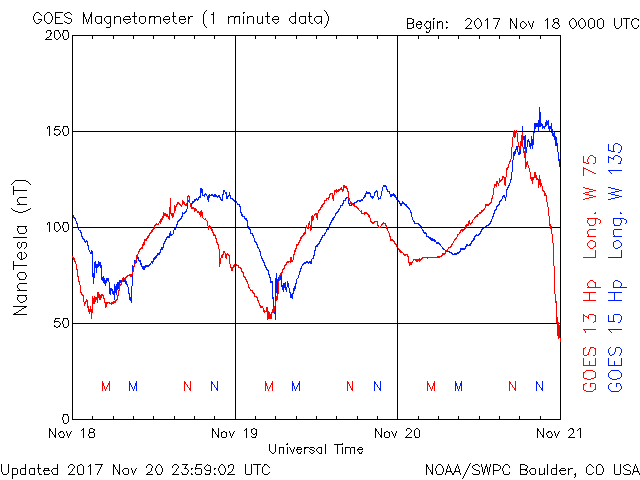 GOES Magnetometer (1 minute data)
Begin: 2017 Nov 18 0000 UTC
200
150
100
50
0
NanoTesla (nT)
M M N N M M N N M M N N
Nov 18 Nov 19 Nov 20 Nov 21
Universal Time
GOES 13 Hp Long. W 75
GOES 15 Hp Long. W 135
Updated 2017 Nov 20 23:59:02 UTC
NOAA/SWPC Boulder, CO USA